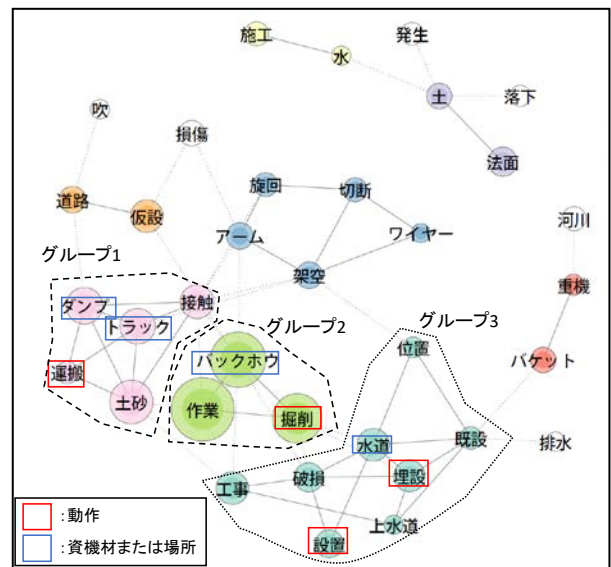 施工
発生
水
土
落下
吹
損傷
法面
旋回
切断
道路
仮設
アーム
ワイヤー
河川
グループ1
架空
重機
ダンプ
接触
トラック
グループ2
グループ3
位置
バックホウ
バケット
運搬
土砂
作業
掘削
水道
既設
排水
工事
破損
埋設
上水道
設置
:動作
:資機材または場所